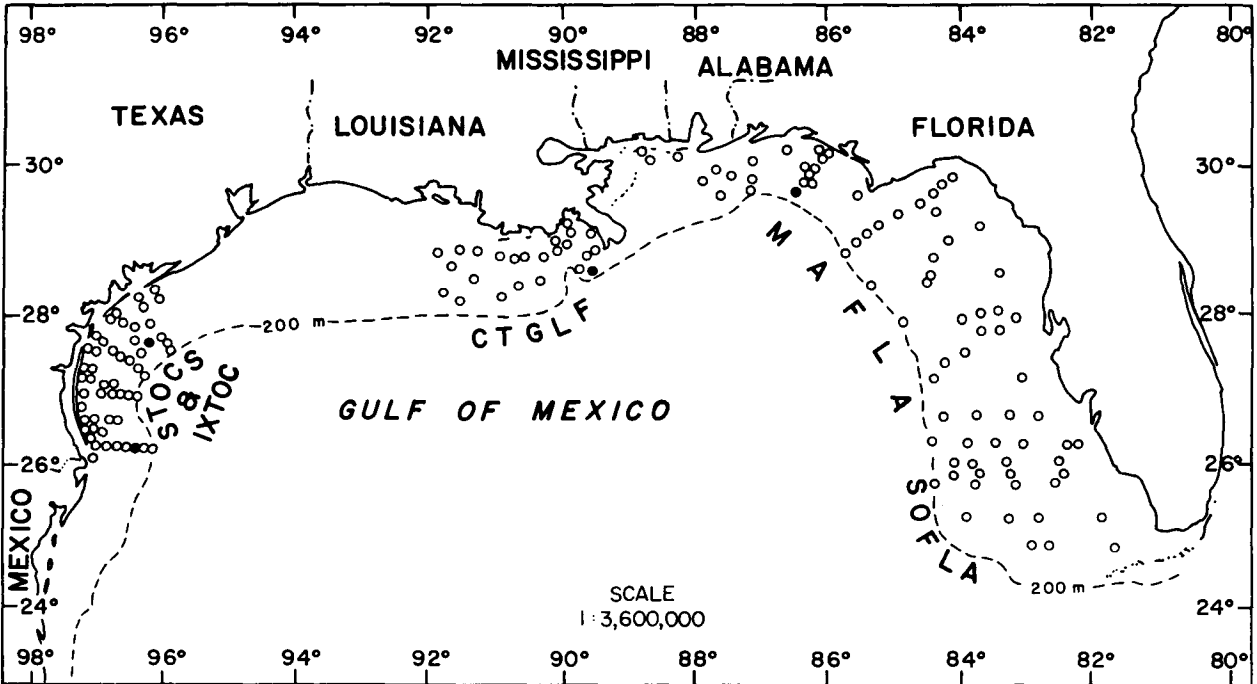 98° 96° 94° 92° 90° 88° 86° 84° 82° 80°
MISSISSIPPI ALABAMA
TEXAS LOUISIANA FLORIDA
30° 30°
MAFLA
28° 28°
200 m
CTGLF
STOCS
&
IXTOC
GULF OF MEXICO
26° 26°
SOFLA
MEXICO
200 m
SCALE
1:3,600,000
24° 24°
98° 96° 94° 92° 90° 88° 86° 84° 82° 80°